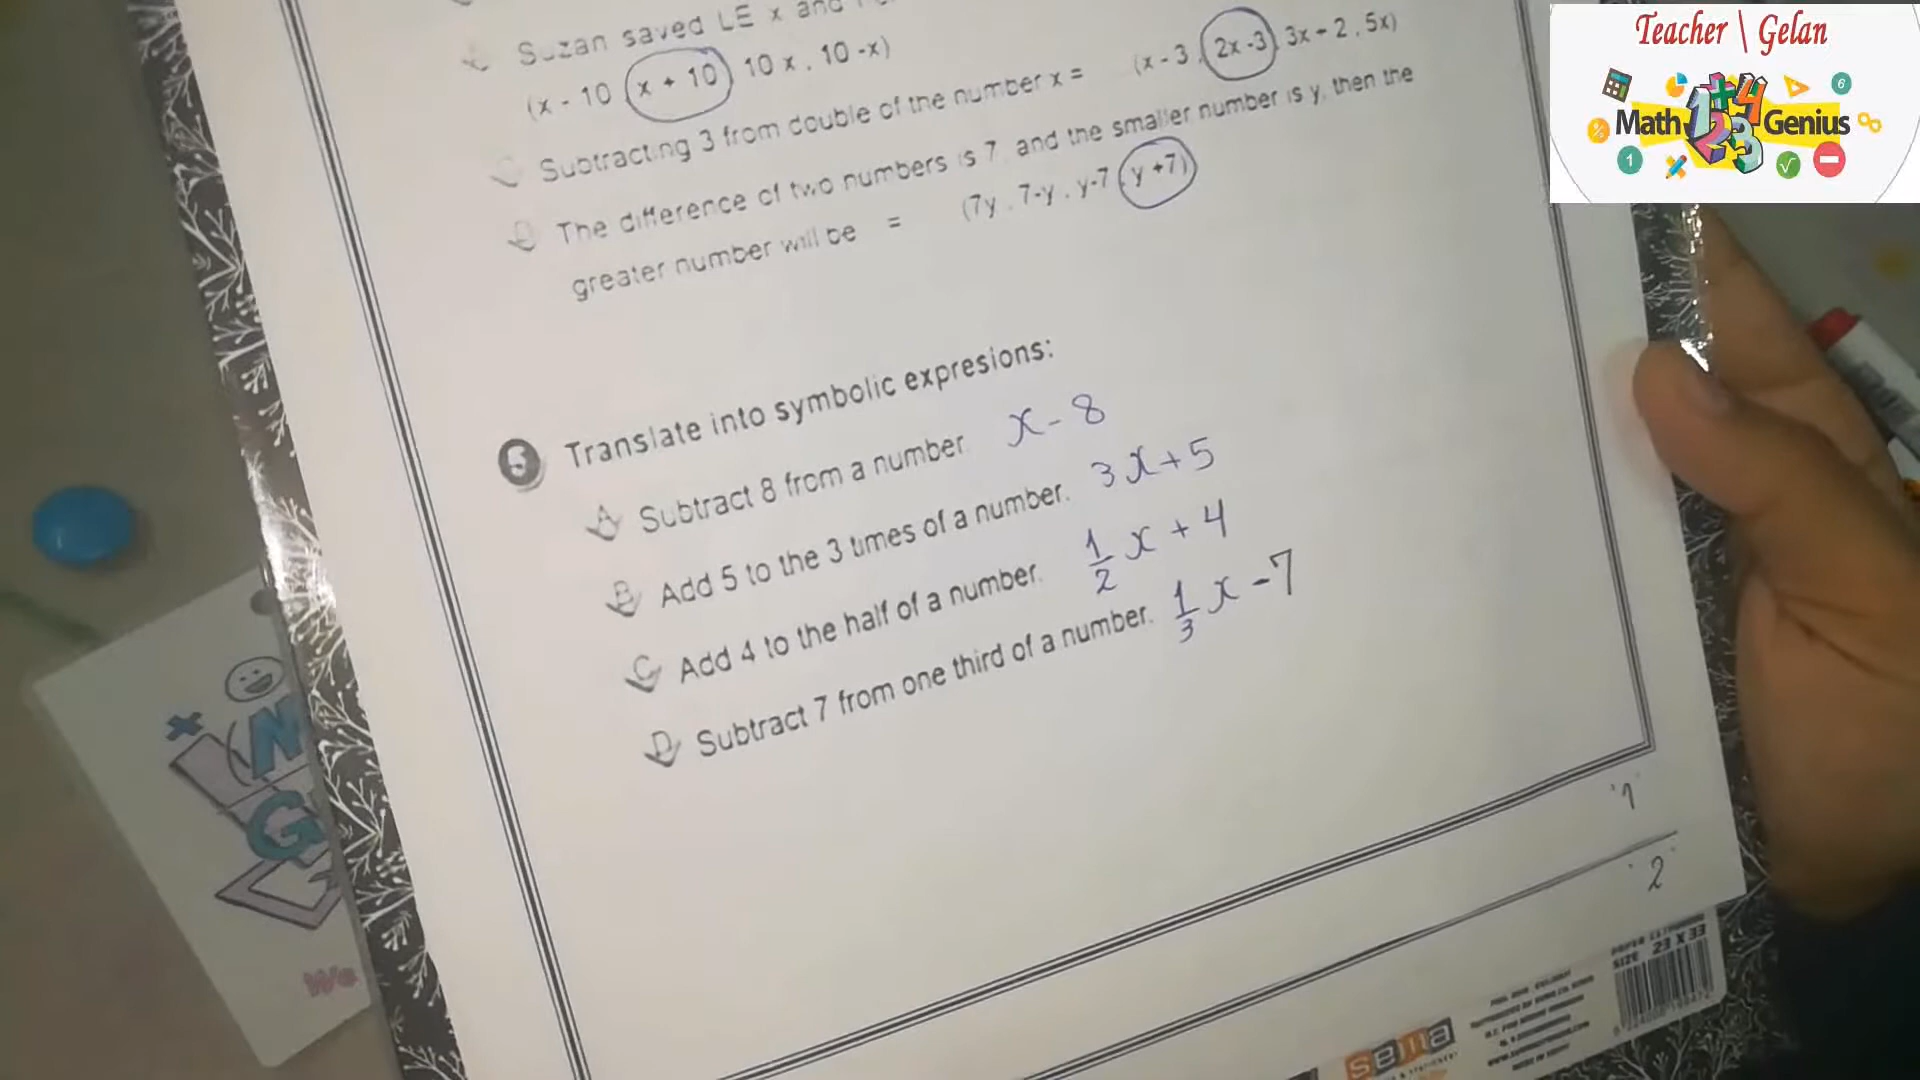 Suzan saved LE x and
(x - 10, x + 10, 10 x, 10 -x)
Subtracting 3 from double of the number x = (x - 3, 2x -3, 3x - 2, 5x)
The difference of two numbers is 7, and the smaller number is y, then the
greater number will be = (7y, 7-y, y-7, y +7)
5 Translate into symbolic expresions:
A Subtract 8 from a number. x - 8
B Add 5 to the 3 times of a number. 3x + 5
C Add 4 to the half of a number. 1/2 x + 4
D Subtract 7 from one third of a number. 1/3 x - 7
1
2
SIZE 23 X 33
sema
Teacher \ Gelan
Math Genius